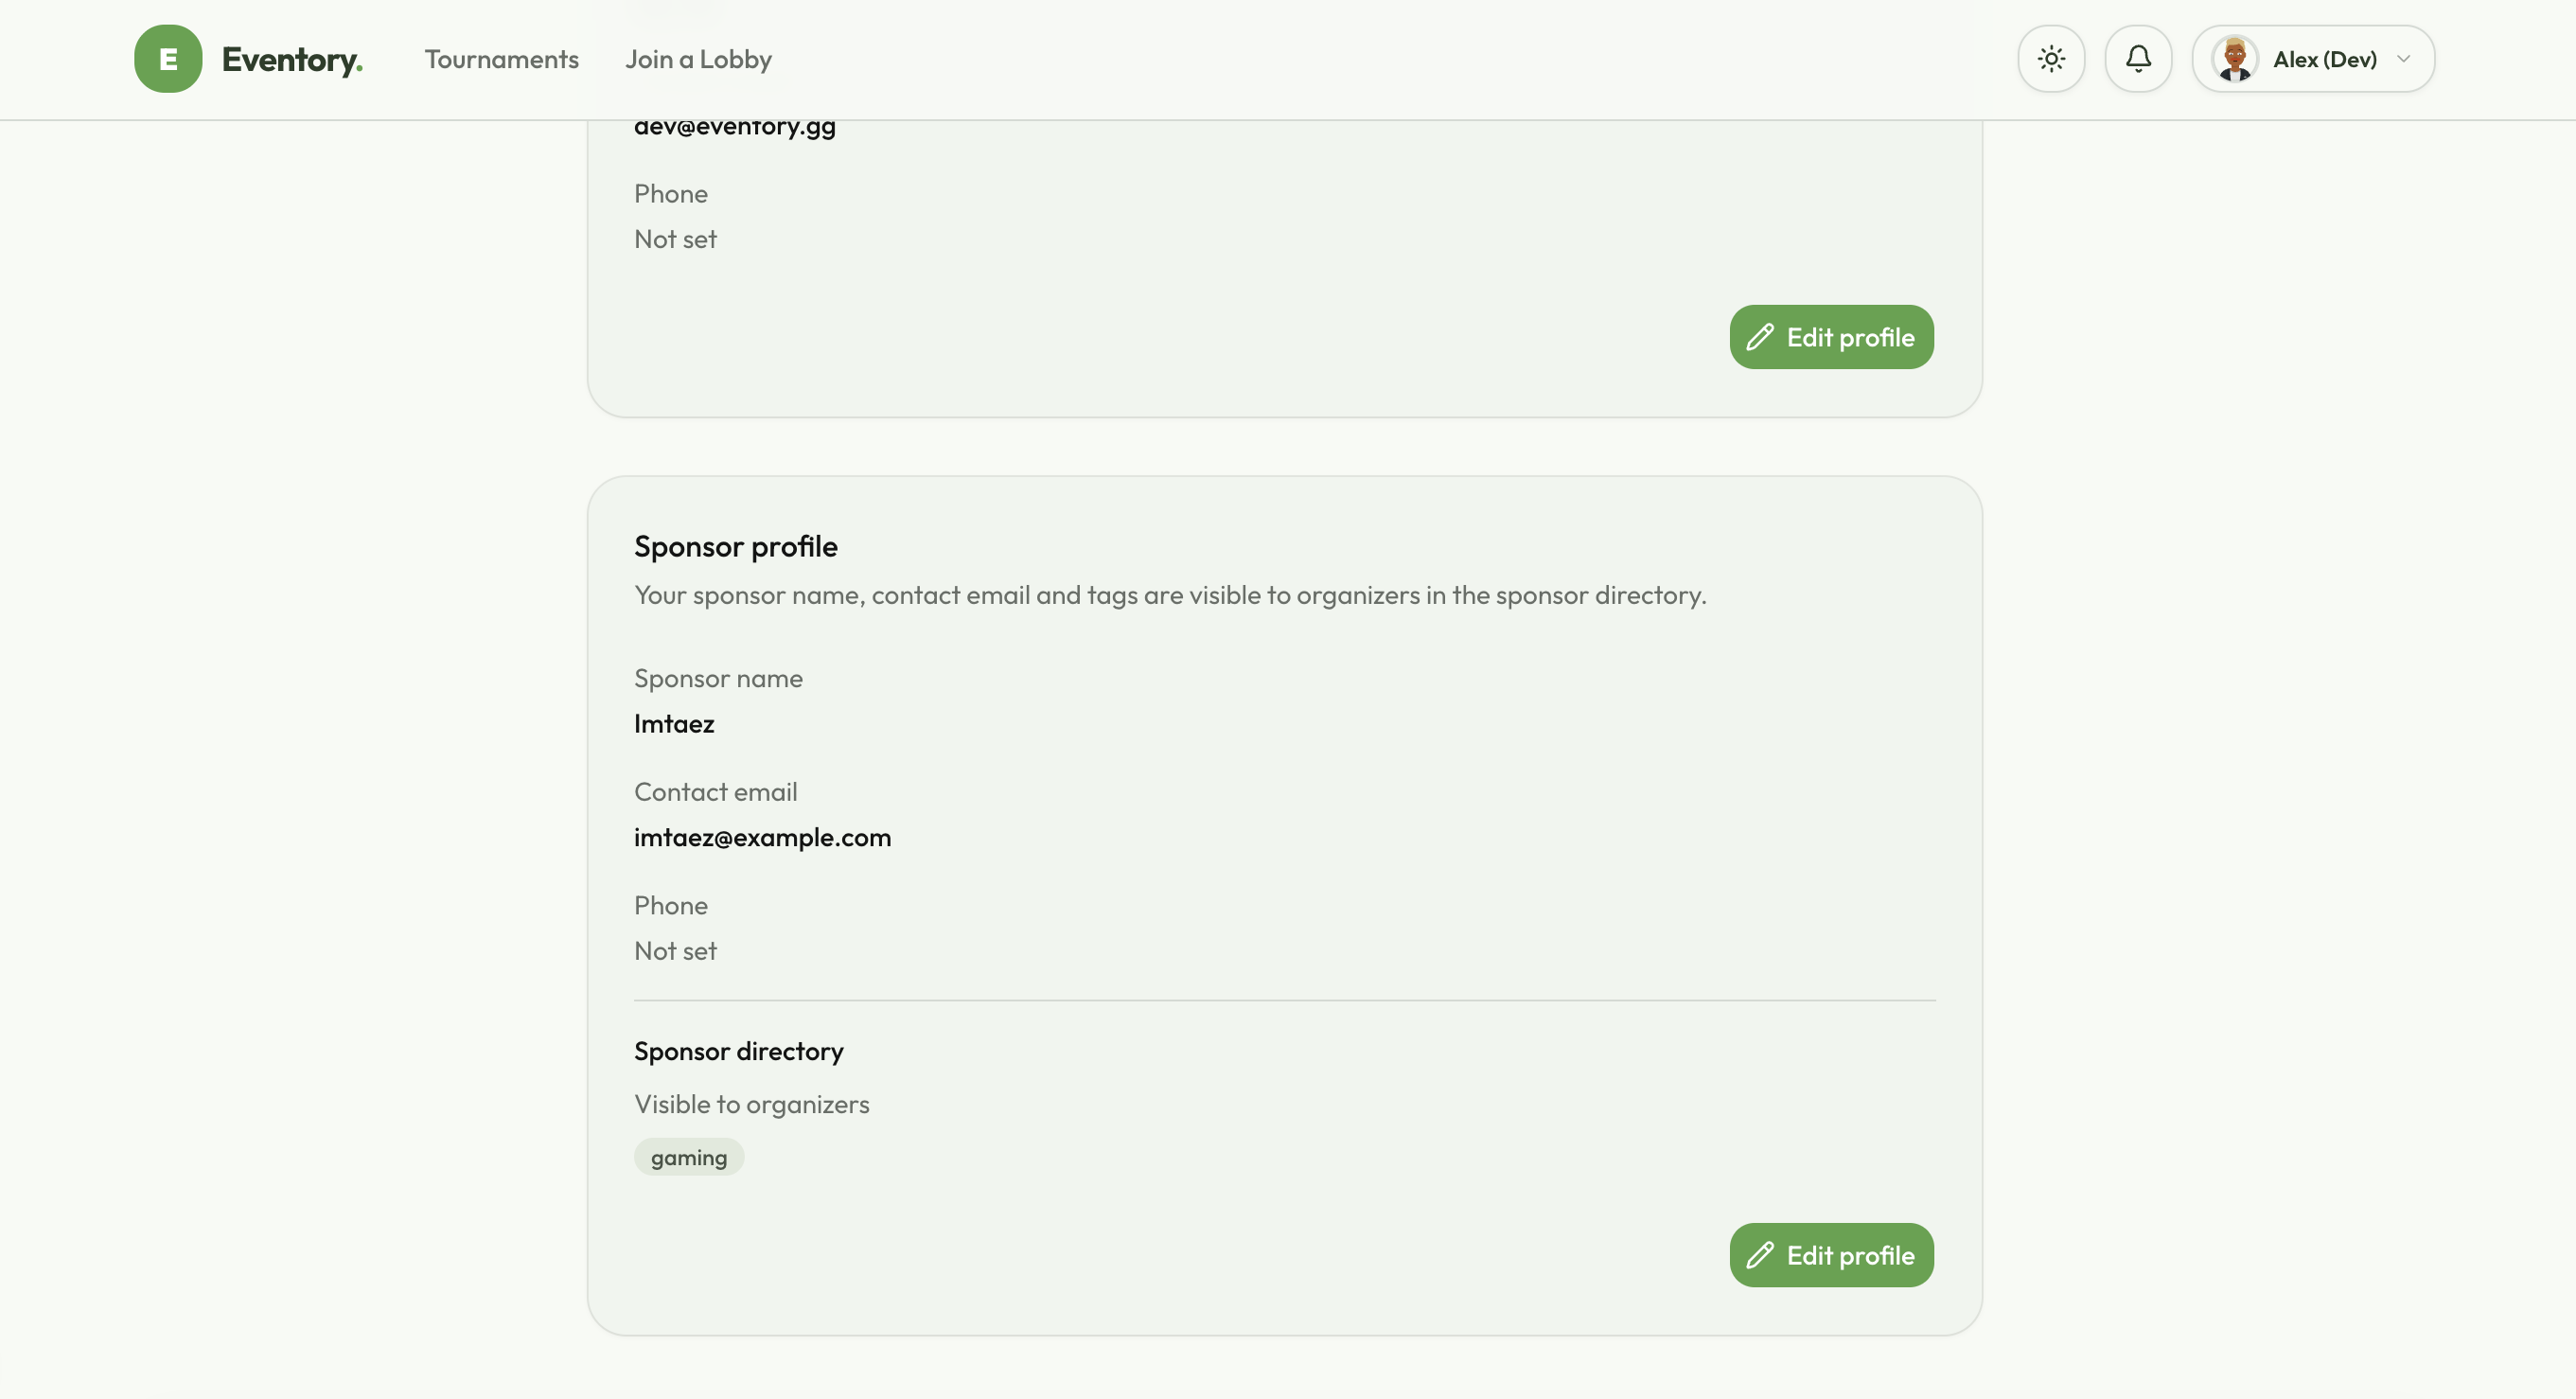 E Eventory. Tournaments Join a Lobby Alex (Dev)
dev@eventory.gg
Phone
Not set
Edit profile
Sponsor profile
Your sponsor name, contact email and tags are visible to organizers in the sponsor directory.
Sponsor name
Imtaez
Contact email
imtaez@example.com
Phone
Not set
Sponsor directory
Visible to organizers
gaming
Edit profile